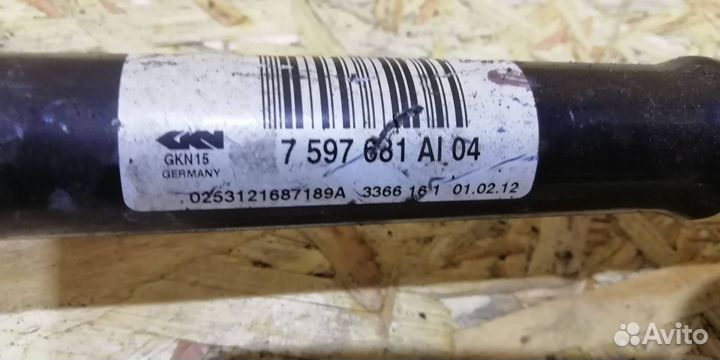 GKN
GKN15
GERMANY
7 597 681 AI 04
0253121687189A 3366 16 1 01.02.12
Avito